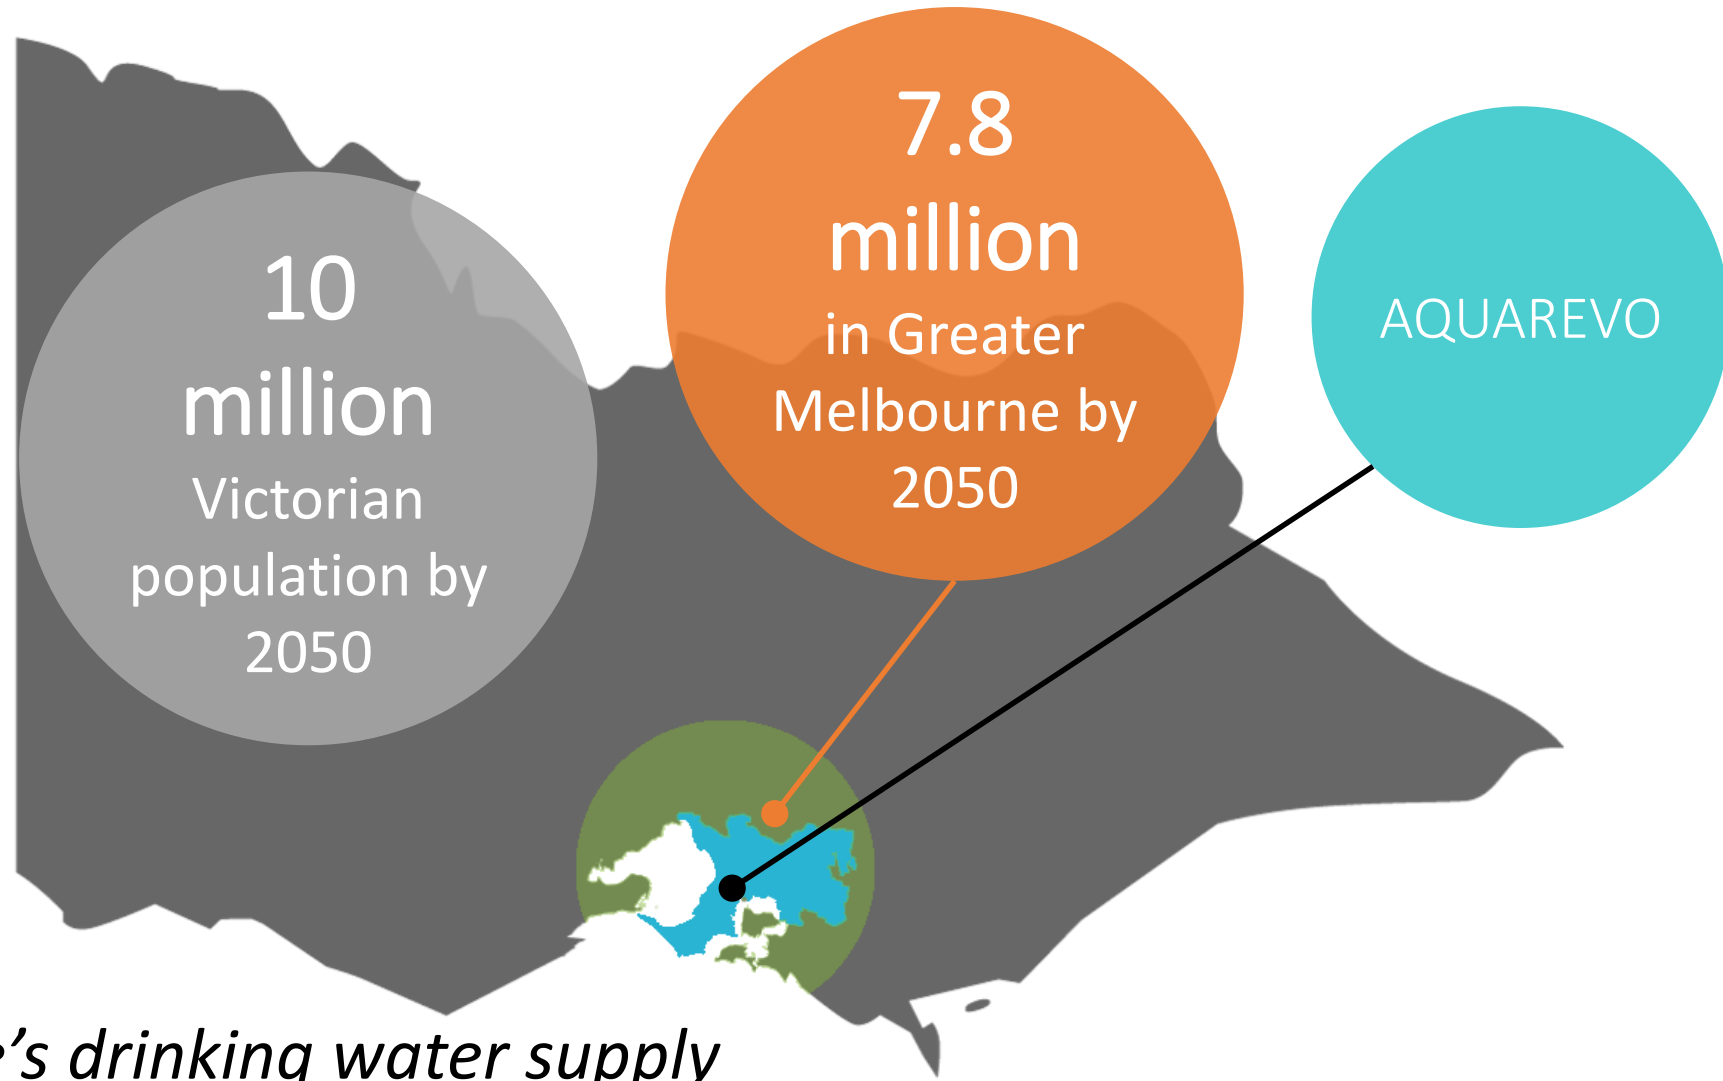 10
million
Victorian
population by
2050
7.8
million
in Greater
Melbourne by
2050
AQUAREVO
e’s drinking water supply